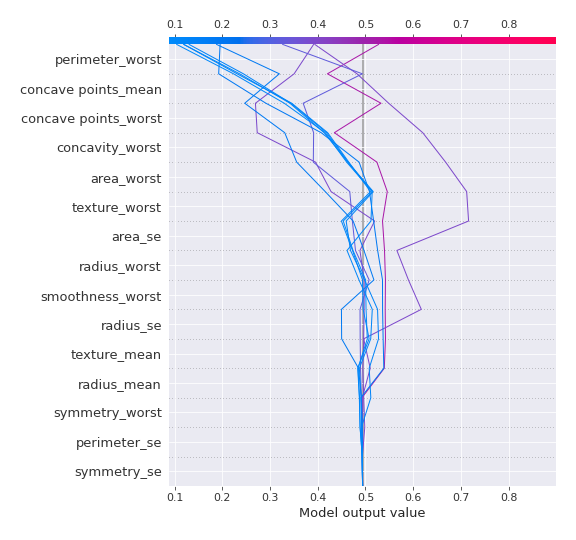 0.1 0.2 0.3 0.4 0.5 0.6 0.7 0.8
perimeter_worst
concave points_mean
concave points_worst
concavity_worst
area_worst
texture_worst
area_se
radius_worst
smoothness_worst
radius_se
texture_mean
radius_mean
symmetry_worst
perimeter_se
symmetry_se
0.1 0.2 0.3 0.4 0.5 0.6 0.7 0.8
Model output value